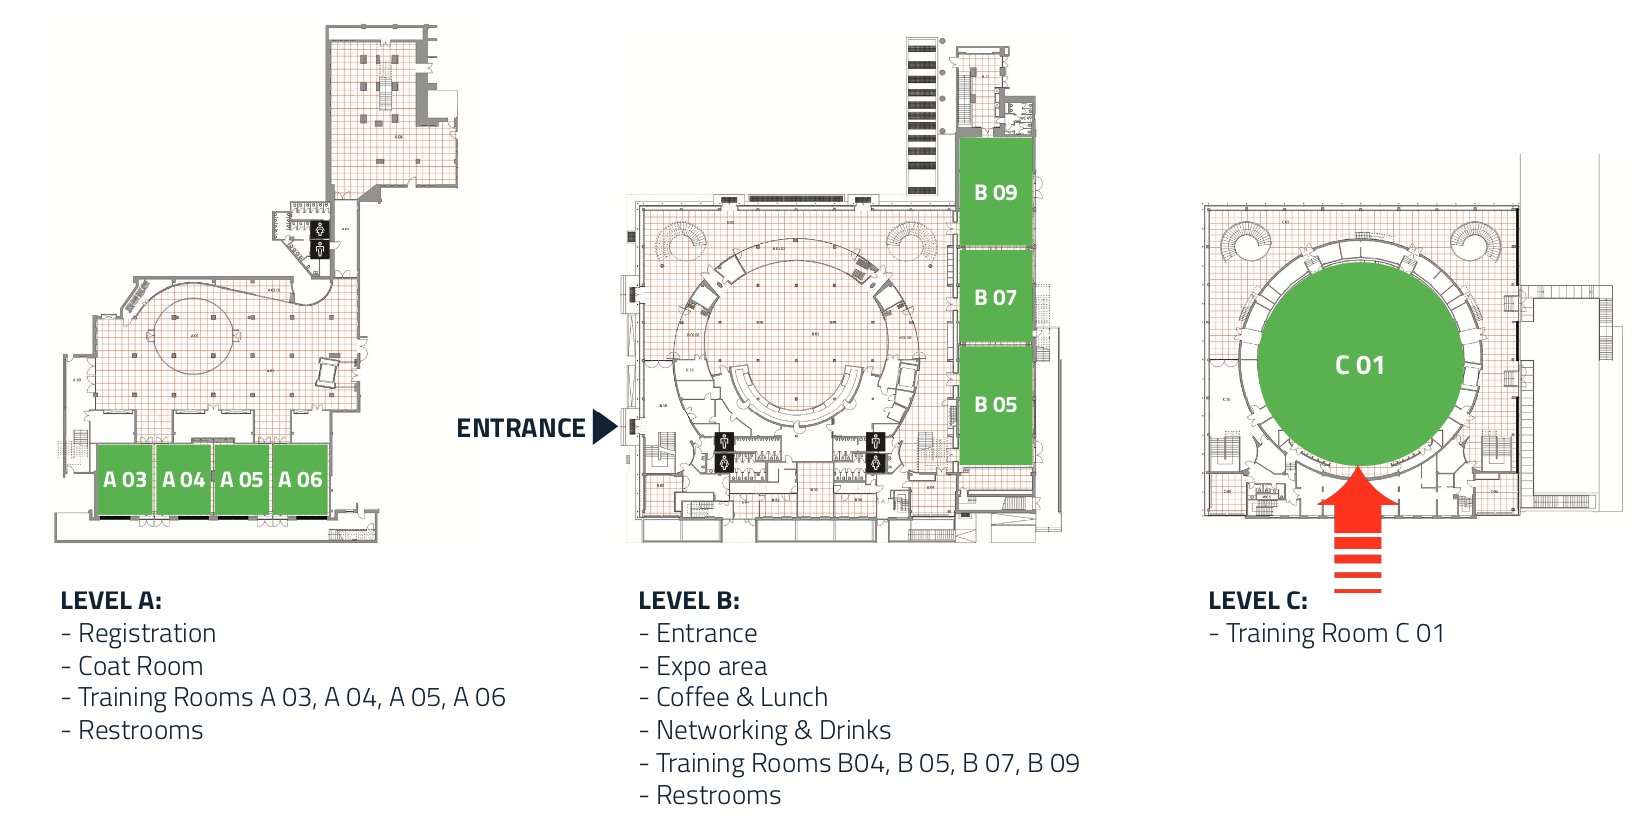 B 09
B 07
C 01
B 05
ENTRANCE
A 03
A 04
A 05
A 06
LEVEL A:
- Registration
- Coat Room
- Training Rooms A 03, A 04, A 05, A 06
- Restrooms
LEVEL B:
- Entrance
- Expo area
- Coffee & Lunch
- Networking & Drinks
- Training Rooms B04, B 05, B 07, B 09
- Restrooms
LEVEL C:
- Training Room C 01